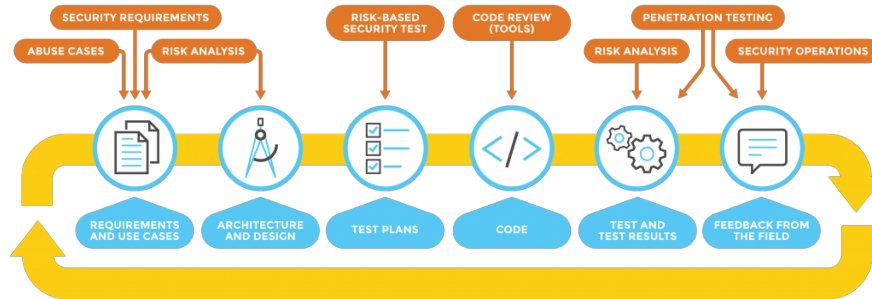 SECURITY REQUIREMENTS
ABUSE CASES
RISK ANALYSIS
RISK-BASED
SECURITY TEST
CODE REVIEW
(TOOLS)
PENETRATION TESTING
RISK ANALYSIS
SECURITY OPERATIONS
REQUIREMENTS
AND USE CASES
ARCHITECTURE
AND DESIGN
TEST PLANS
CODE
TEST AND
TEST RESULTS
FEEDBACK FROM
THE FIELD